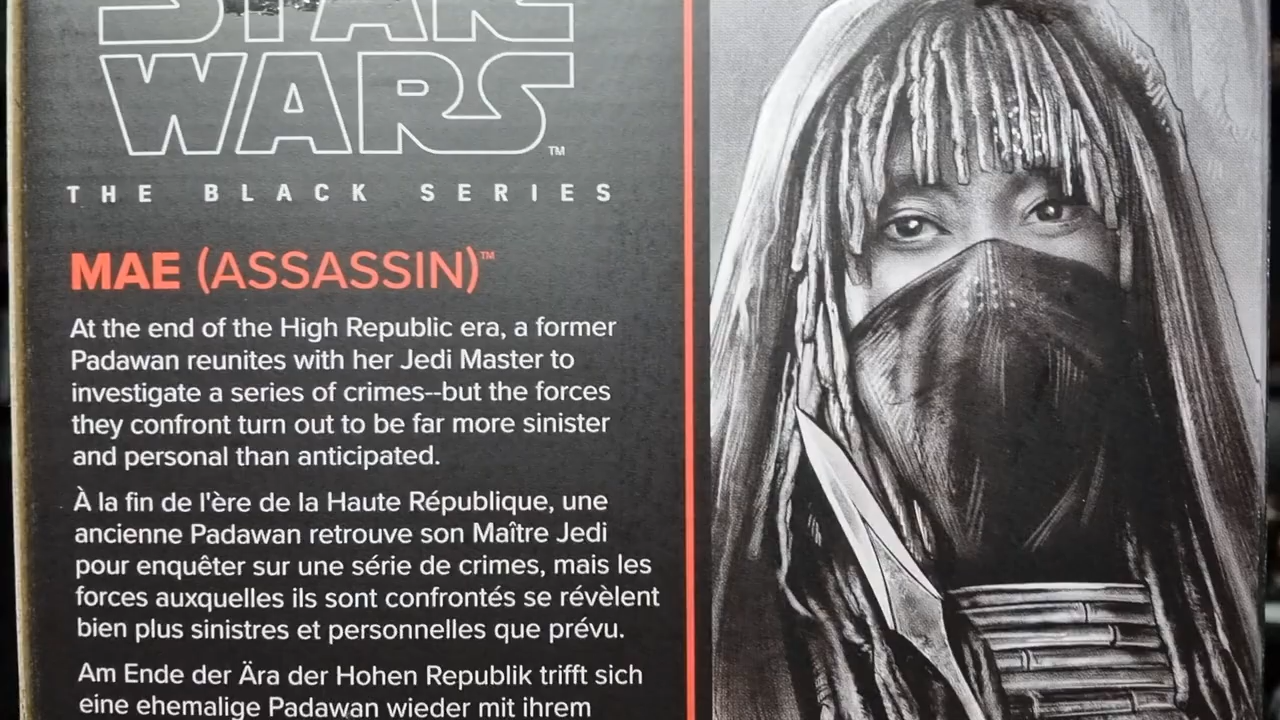 STAR
WARS™
THE BLACK SERIES
MAE (ASSASSIN)™
At the end of the High Republic era, a former
Padawan reunites with her Jedi Master to
investigate a series of crimes--but the forces
they confront turn out to be far more sinister
and personal than anticipated.
À la fin de l'ère de la Haute République, une
ancienne Padawan retrouve son Maître Jedi
pour enquêter sur une série de crimes, mais les
forces auxquelles ils sont confrontés se révèlent
bien plus sinistres et personnelles que prévu.
Am Ende der Ära der Hohen Republik trifft sich
eine ehemalige Padawan wieder mit ihrem